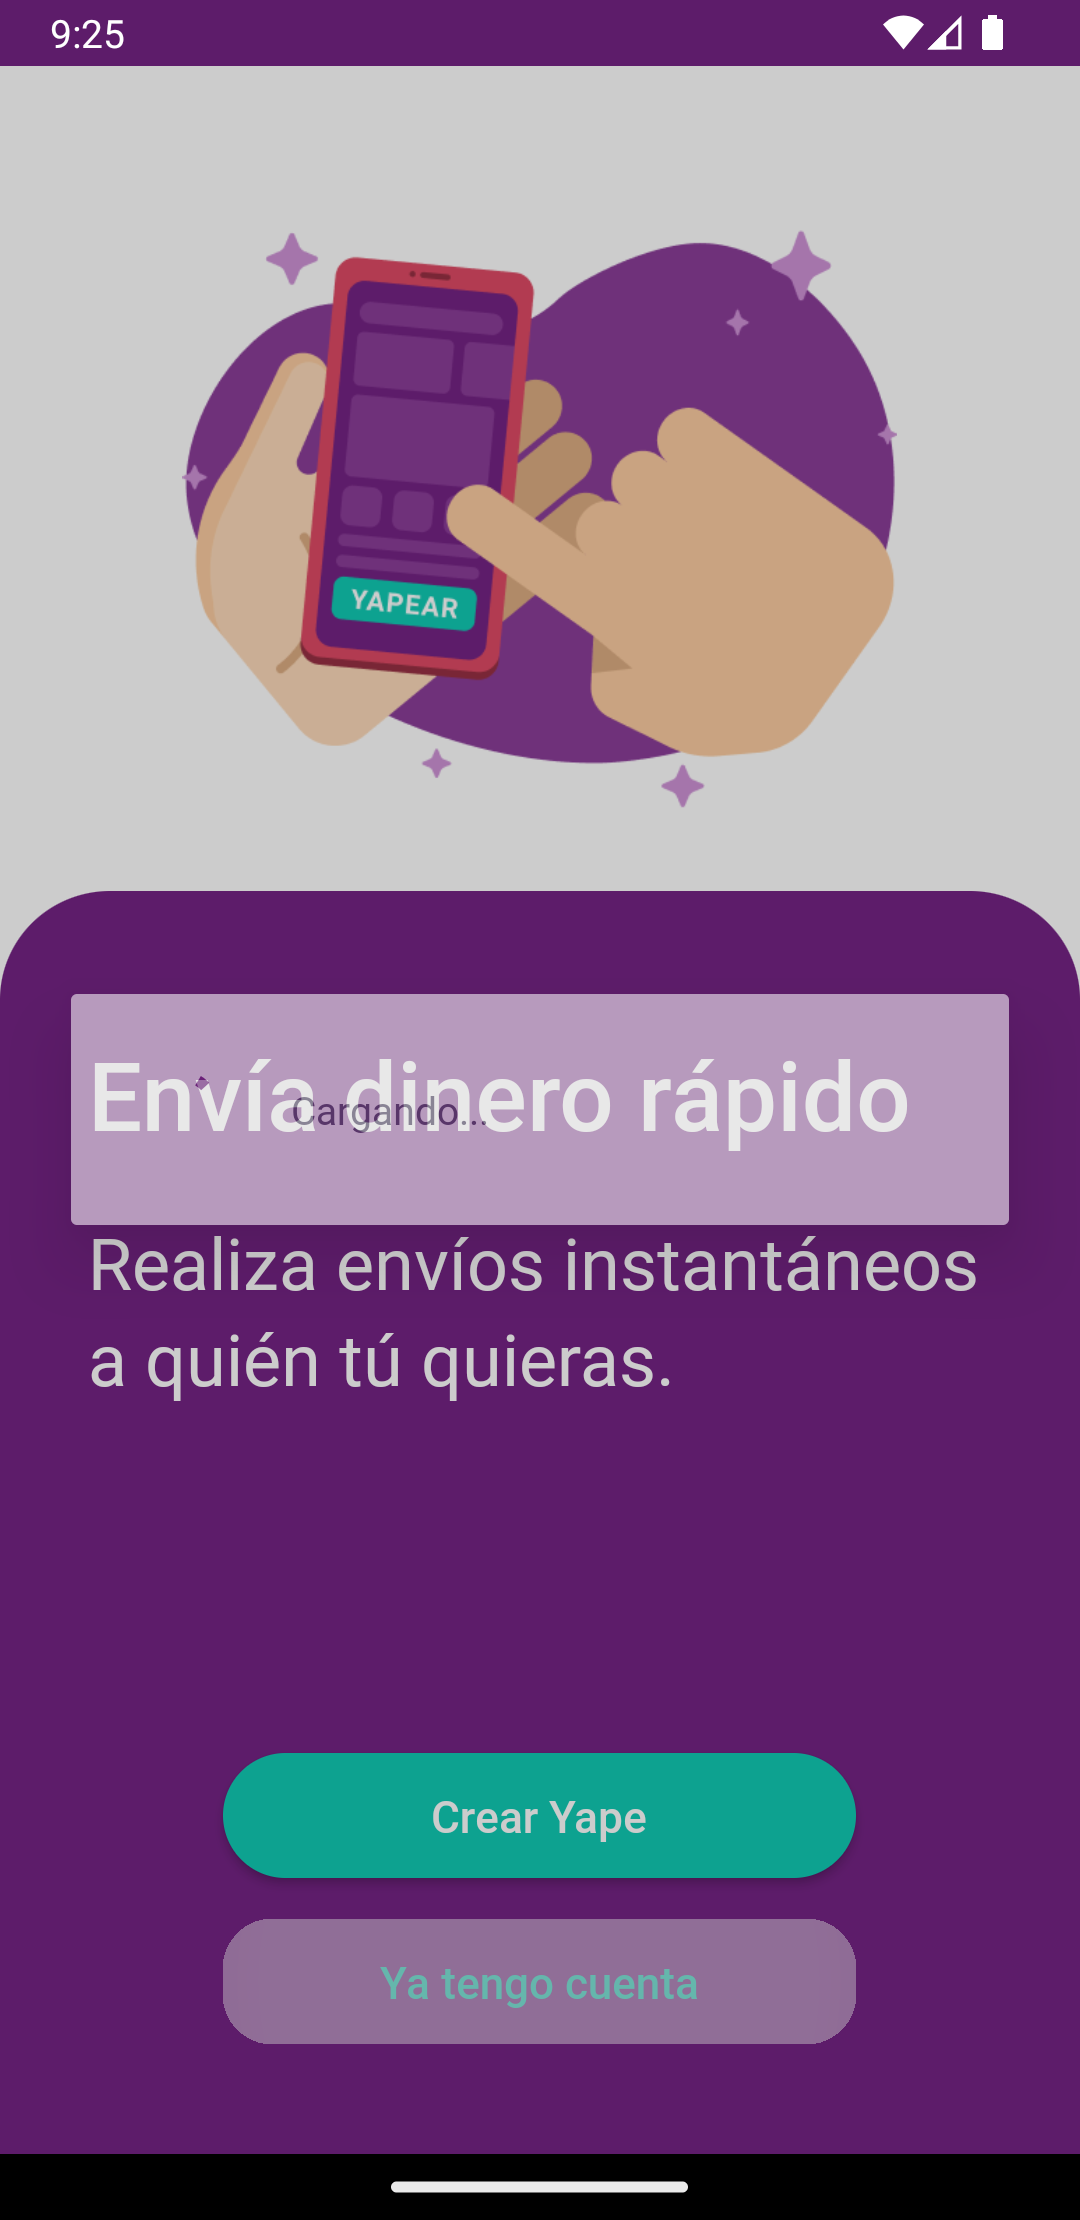 9:25
YAPEAR
Envía dinero rápido
Cargando...
Realiza envíos instantáneos
a quién tú quieras.
Crear Yape
Ya tengo cuenta